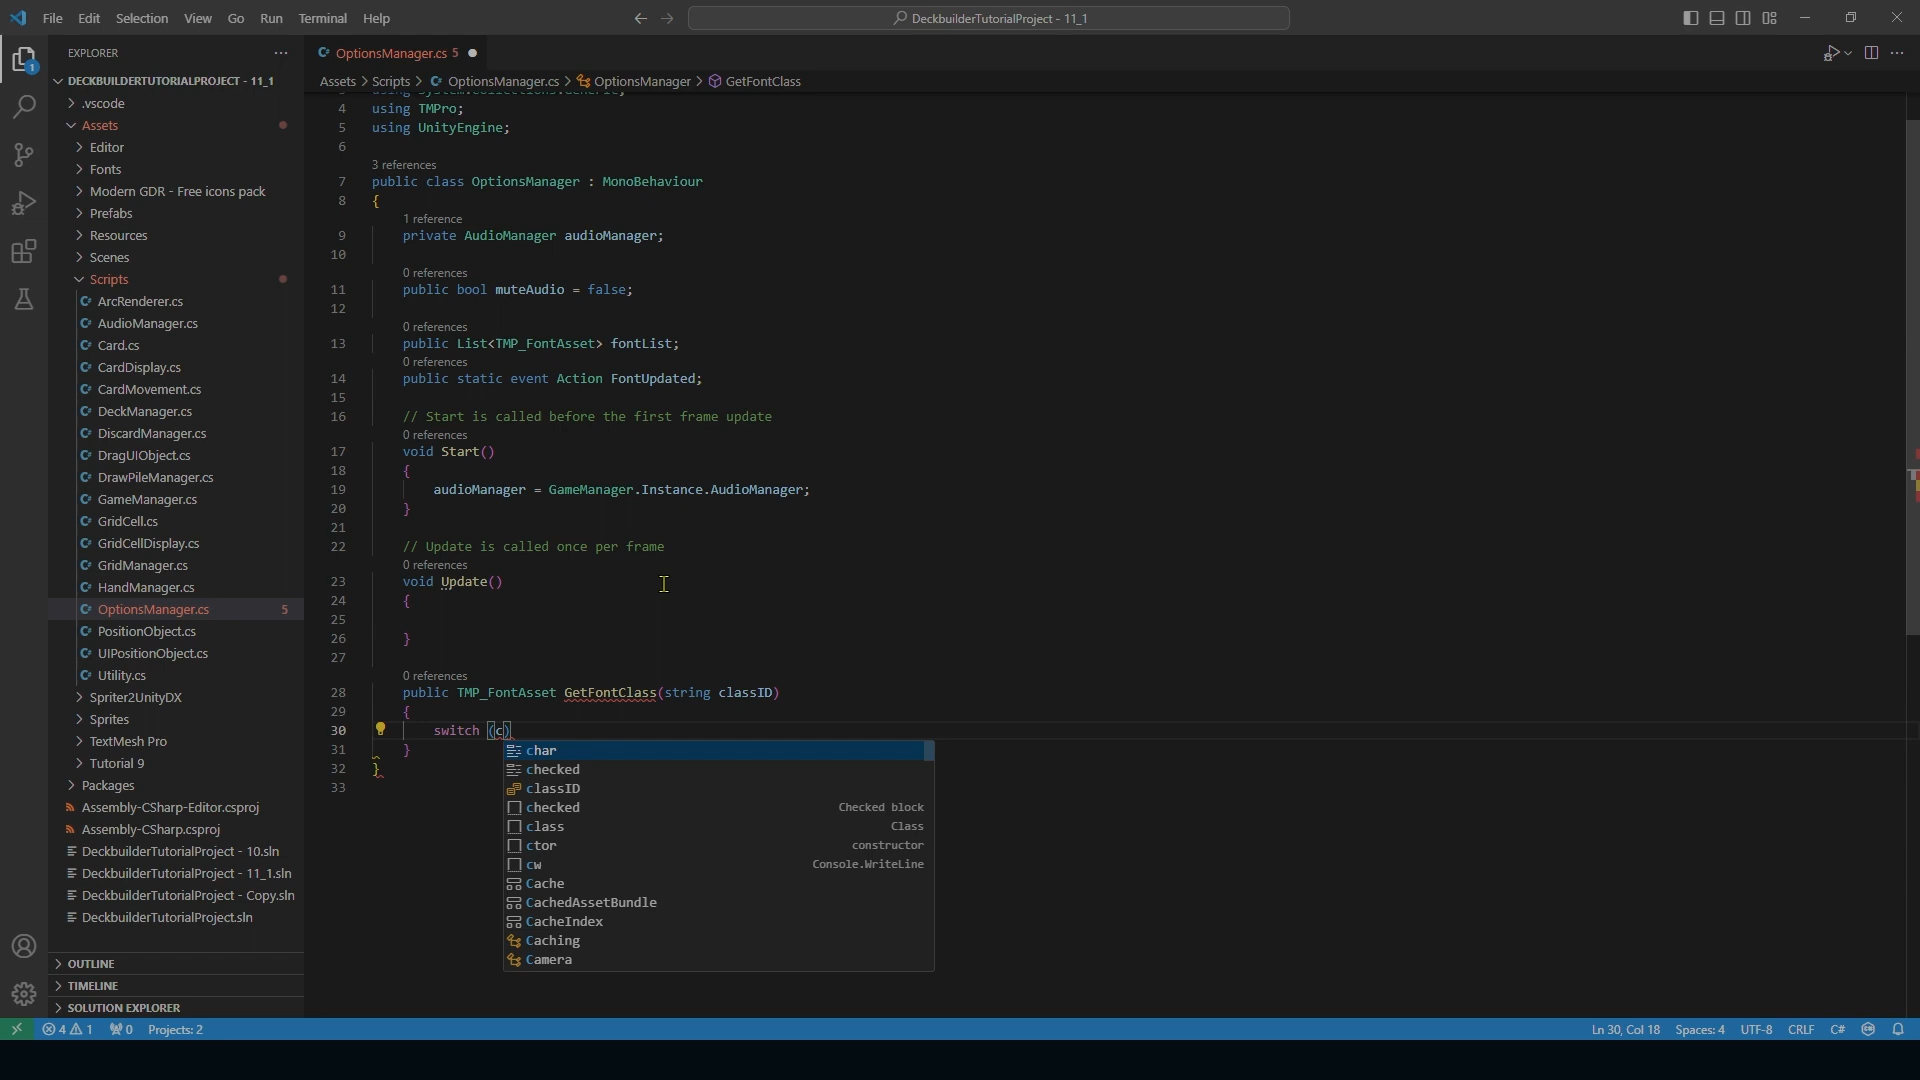 File Edit Selection View Go Run Terminal Help
DeckbuilderTutorialProject - 11_1
EXPLORER
DECKBUILDERTUTORIALPROJECT - 11_1
.vscode
Assets
Editor
Fonts
Modern GDR - Free icons pack
Prefabs
Resources
Scenes
Scripts
ArcRenderer.cs
AudioManager.cs
Card.cs
CardDisplay.cs
CardMovement.cs
DeckManager.cs
DiscardManager.cs
DragUIObject.cs
DrawPileManager.cs
GameManager.cs
GridCell.cs
GridCellDisplay.cs
GridManager.cs
HandManager.cs
OptionsManager.cs 5
PositionObject.cs
UIPositionObject.cs
Utility.cs
Spriter2UnityDX
Sprites
TextMesh Pro
Tutorial 9
Packages
Assembly-CSharp-Editor.csproj
Assembly-CSharp.csproj
DeckbuilderTutorialProject - 10.sln
DeckbuilderTutorialProject - 11_1.sln
DeckbuilderTutorialProject - Copy.sln
DeckbuilderTutorialProject.sln
OUTLINE
TIMELINE
SOLUTION EXPLORER
1
OptionsManager.cs 5
Assets > Scripts > OptionsManager.cs > OptionsManager > GetFontClass
3 using System.Collections.Generic;
4 using TMPro;
5 using UnityEngine;
6
3 references
7 public class OptionsManager : MonoBehaviour
8 {
1 reference
9 private AudioManager audioManager;
10
0 references
11 public bool muteAudio = false;
12
0 references
13 public List<TMP_FontAsset> fontList;
0 references
14 public static event Action FontUpdated;
15
16 // Start is called before the first frame update
0 references
17 void Start()
18 {
19 audioManager = GameManager.Instance.AudioManager;
20 }
21
22 // Update is called once per frame
0 references
23 void Update()
24 {
25
26 }
27
0 references
28 public TMP_FontAsset GetFontClass(string classID)
29 {
30 switch (c)
31 }
32 }
33
char
checked
classID
checked Checked block
class Class
ctor constructor
cw Console.WriteLine
Cache
CachedAssetBundle
CacheIndex
Caching
Camera
4 1 0 Projects: 2
Ln 30, Col 18 Spaces: 4 UTF-8 CRLF C#